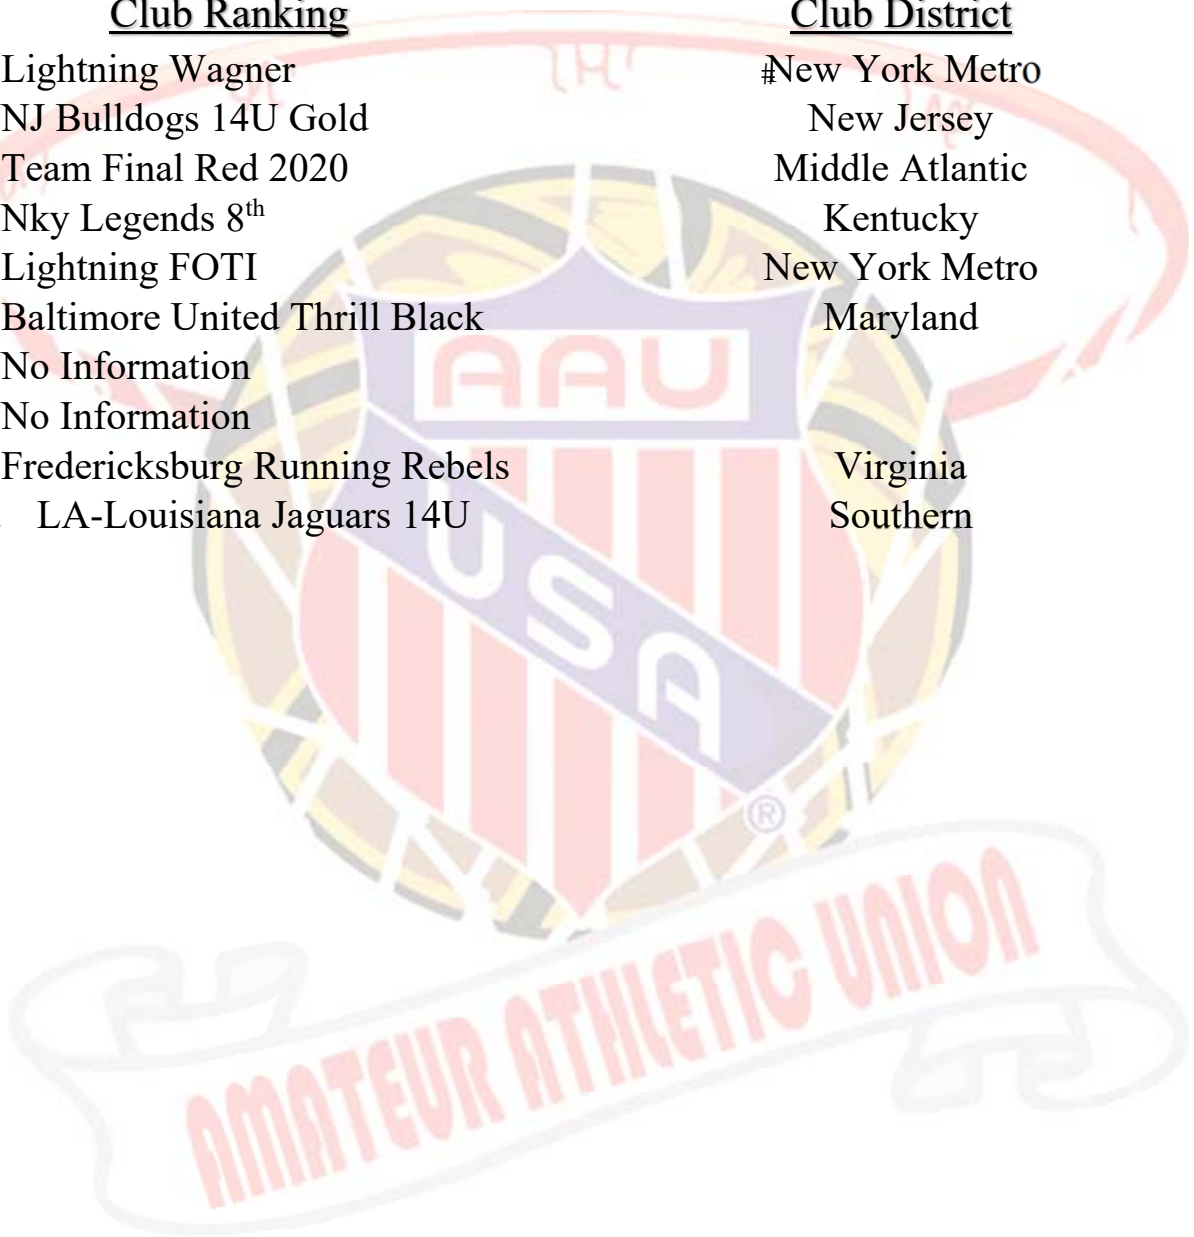 Club Ranking Club District
Lightning Wagner #New York Metro
NJ Bulldogs 14U Gold New Jersey
Team Final Red 2020 Middle Atlantic
Nky Legends 8th Kentucky
Lightning FOTI New York Metro
Baltimore United Thrill Black Maryland
No Information
No Information
Fredericksburg Running Rebels Virginia
LA-Louisiana Jaguars 14U Southern
AAU
USA
®
AMATEUR ATHLETIC UNION